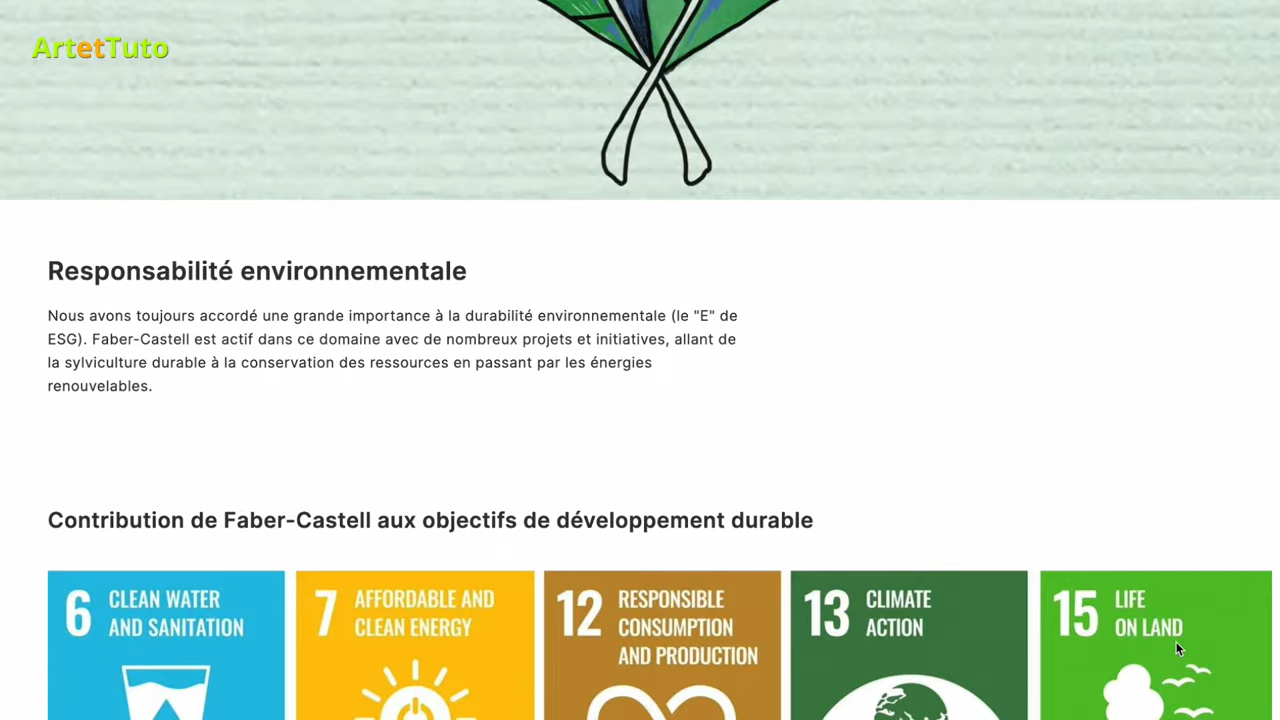 ArtetTuto
Responsabilité environnementale
Nous avons toujours accordé une grande importance à la durabilité environnementale (le "E" de
ESG). Faber-Castell est actif dans ce domaine avec de nombreux projets et initiatives, allant de
la sylviculture durable à la conservation des ressources en passant par les énergies
renouvelables.
Contribution de Faber-Castell aux objectifs de développement durable
6 CLEAN WATER
AND SANITATION
7 AFFORDABLE AND
CLEAN ENERGY
12 RESPONSIBLE
CONSUMPTION
AND PRODUCTION
13 CLIMATE
ACTION
15 LIFE
ON LAND